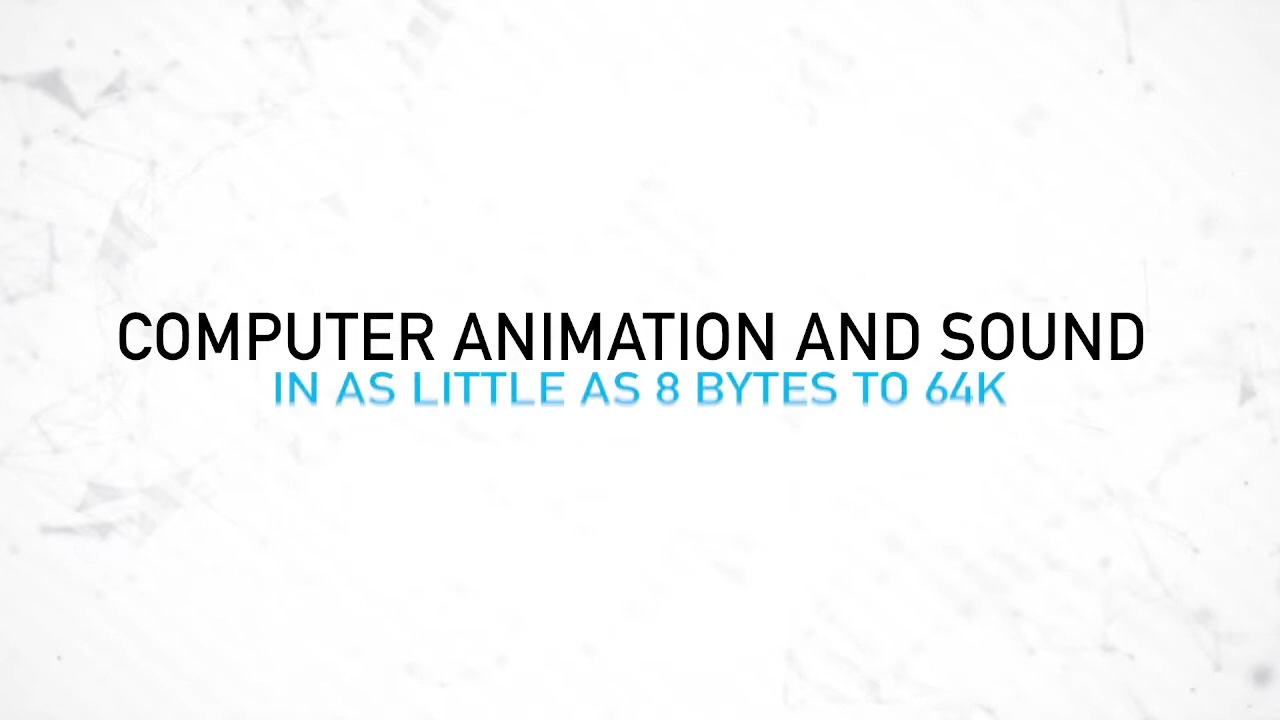 COMPUTER ANIMATION AND SOUND
IN AS LITTLE AS 8 BYTES TO 64K